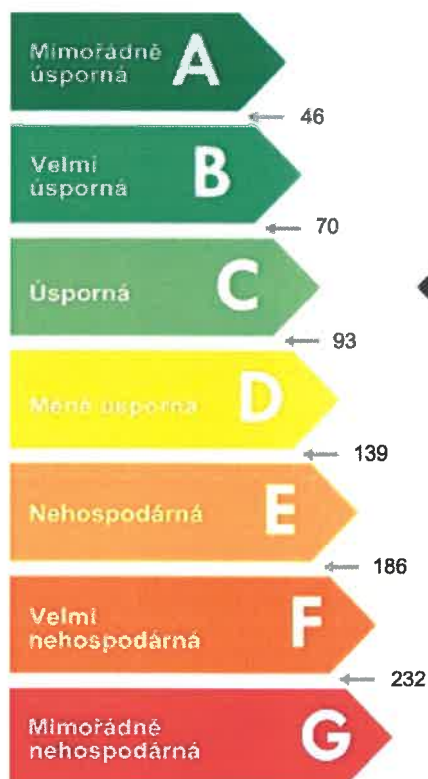 Mimořádně
úsporná
A
46
Velmi
úsporná
B
70
Úsporná
C
93
Méně úsporná
D
139
Nehospodárná
E
186
Velmi
nehospodárná
F
232
Mimořádně
nehospodárná
G